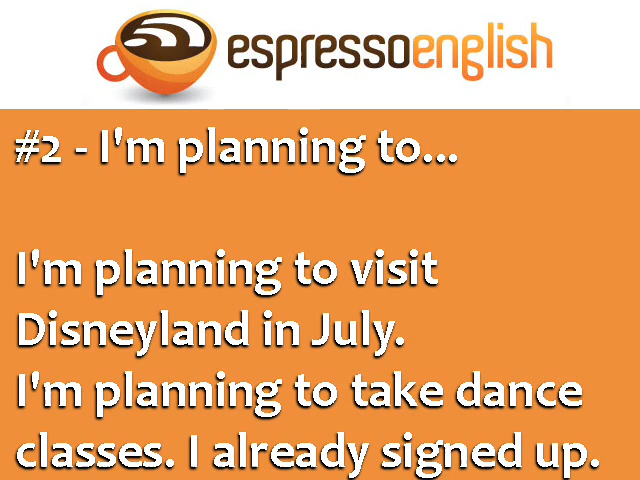 espressoenglish
#2 - I'm planning to...
I'm planning to visit
Disneyland in July.
I'm planning to take dance
classes. I already signed up.